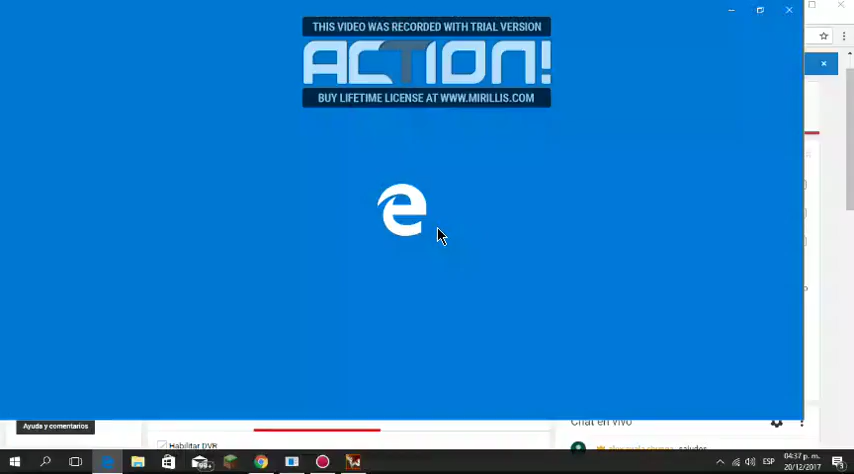 THIS VIDEO WAS RECORDED WITH TRIAL VERSION
ACTION!
BUY LIFETIME LICENSE AT WWW.MIRILLIS.COM
Ayuda y comentarios
Chat en vivo
Habilitar DVR
saludos
99+
ESP
04:37 p. m.
20/12/2017